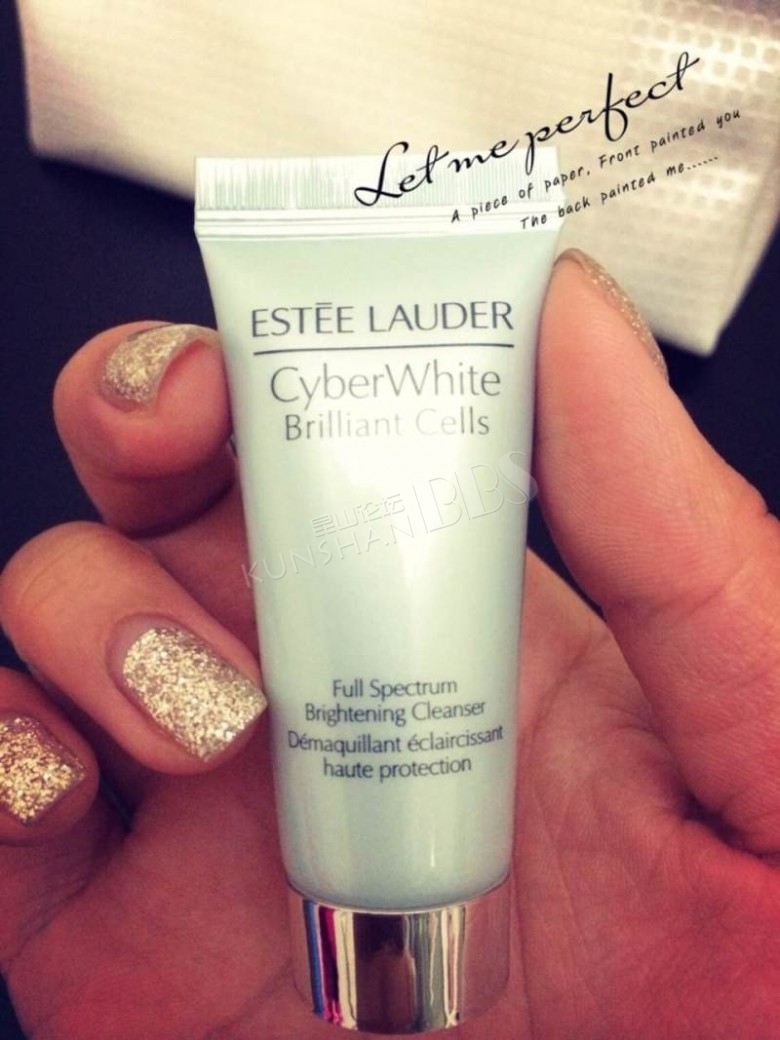 Let me perfect
A piece of paper, Front painted you
The back painted me......
ESTĒE LAUDER
CyberWhite
Brilliant Cells
昆山论坛
KUNSHAN BBS
Full Spectrum
Brightening Cleanser
Démaquillant éclaircissant
haute protection